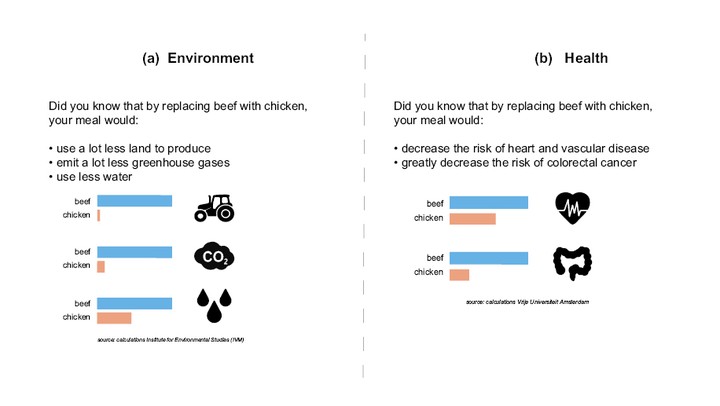 (a) Environment
Did you know that by replacing beef with chicken,
your meal would:
• use a lot less land to produce
• emit a lot less greenhouse gases
• use less water
beef
chicken
beef
chicken
CO2
beef
chicken
source: calculations Institute for Environmental Studies (IVM)
(b) Health
Did you know that by replacing beef with chicken,
your meal would:
• decrease the risk of heart and vascular disease
• greatly decrease the risk of colorectal cancer
beef
chicken
beef
chicken
source: calculations Vrije Universiteit Amsterdam